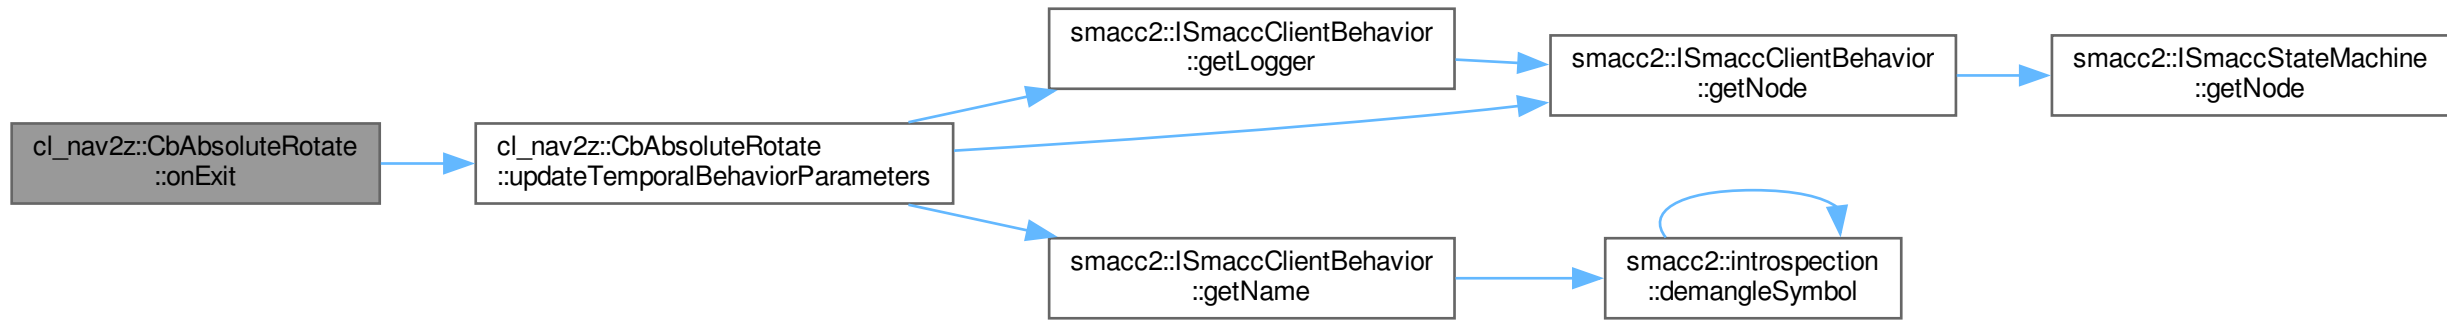 cl_nav2z::CbAbsoluteRotate
::onExit
cl_nav2z::CbAbsoluteRotate
::updateTemporalBehaviorParameters
smacc2::ISmaccClientBehavior
::getLogger
smacc2::ISmaccClientBehavior
::getNode
smacc2::ISmaccStateMachine
::getNode
smacc2::ISmaccClientBehavior
::getName
smacc2::introspection
::demangleSymbol